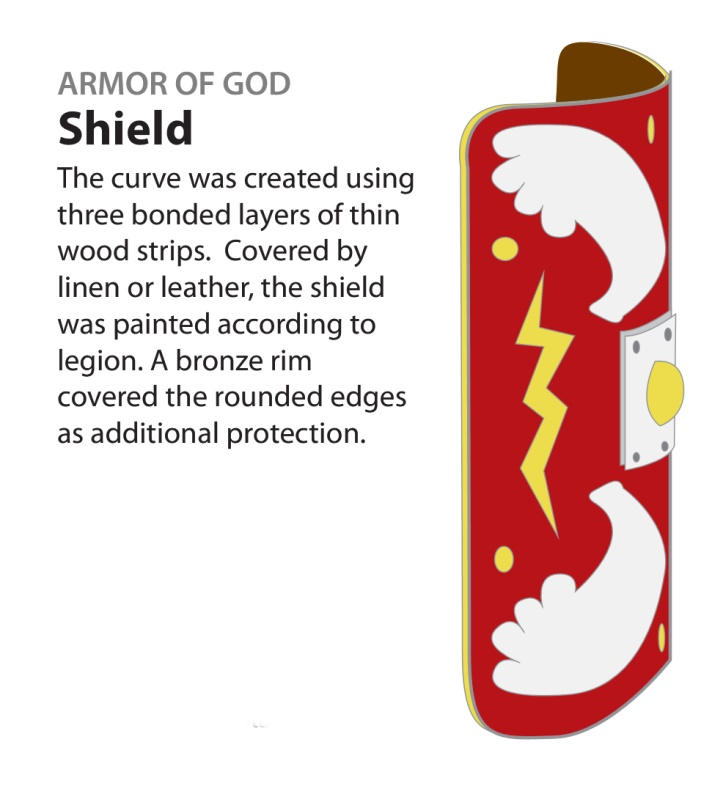 ARMOR OF GOD
Shield
The curve was created using
three bonded layers of thin
wood strips.  Covered by
linen or leather, the shield
was painted according to
legion. A bronze rim
covered the rounded edges
as additional protection.